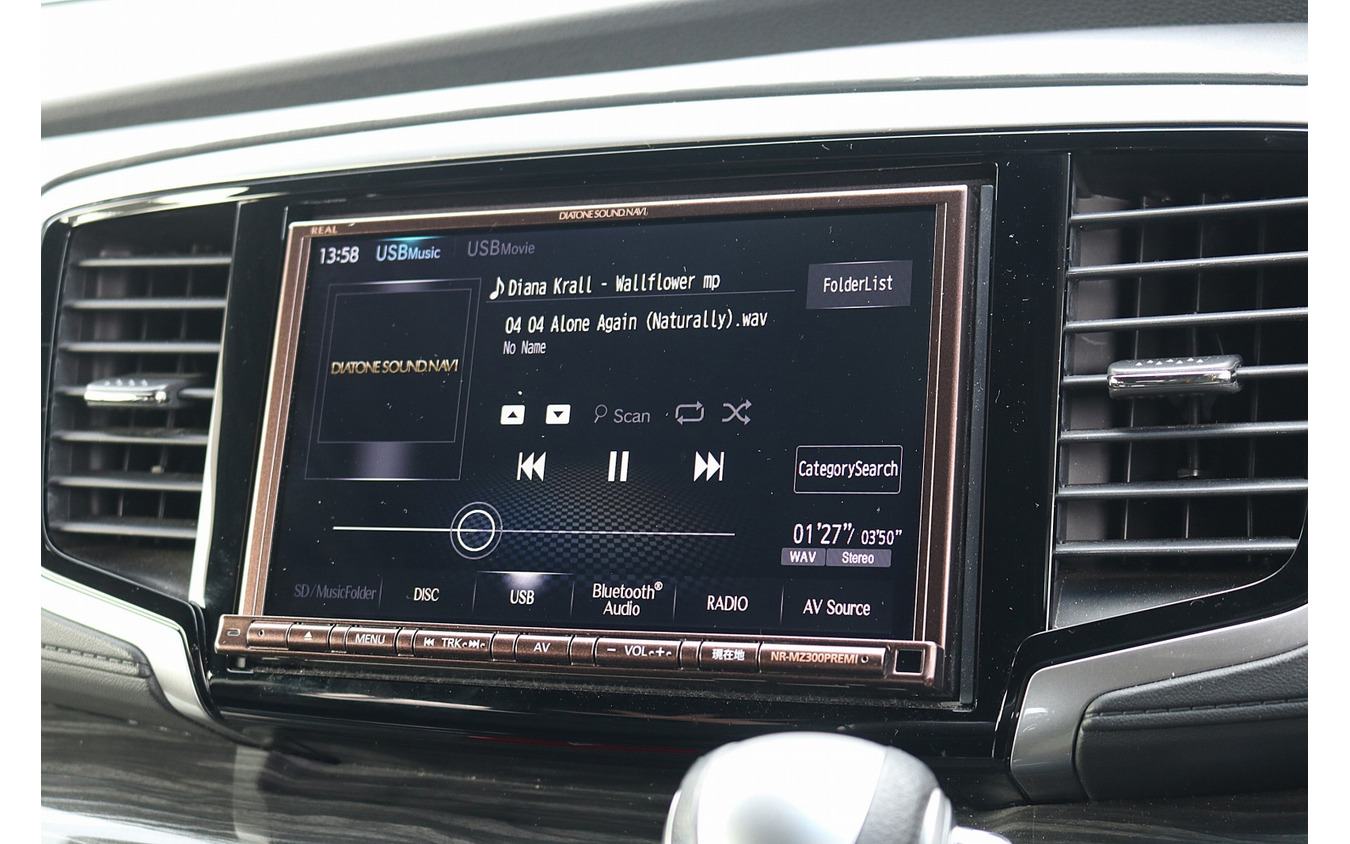 DIATONE SOUND.NAVI
REAL
13:58 USBMusic USBMovie
Diana Krall - Wallflower mp
FolderList
04 04 Alone Again (Naturally).wav
No Name
DIATONE SOUND.NAVI
Scan
CategorySearch
01'27"/ 03'50"
WAV Stereo
SD/MusicFolder DISC USB Bluetooth® Audio RADIO AV Source
MENU TRK AV − VOL + 現在地 NR-MZ300PREMI